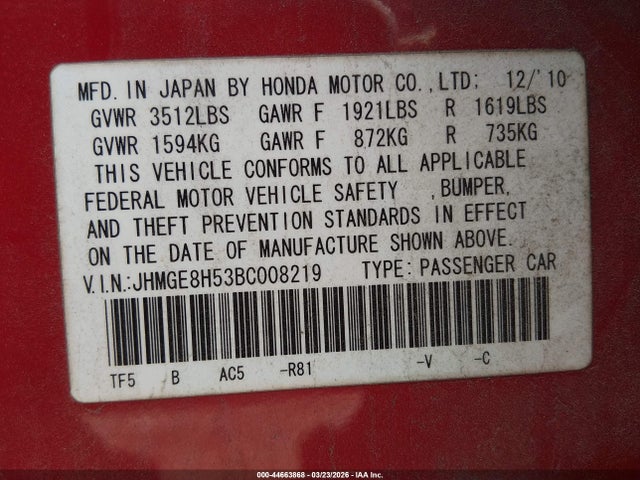 MFD. IN JAPAN BY HONDA MOTOR CO., LTD; 12/'10
GVWR 3512LBS GAWR F 1921LBS R 1619LBS
GVWR 1594KG GAWR F 872KG R 735KG
THIS VEHICLE CONFORMS TO ALL APPLICABLE
FEDERAL MOTOR VEHICLE SAFETY ,BUMPER,
AND THEFT PREVENTION STANDARDS IN EFFECT
ON THE DATE OF MANUFACTURE SHOWN ABOVE.
V.I.N.:JHMGE8H53BC008219 TYPE: PASSENGER CAR
TF5 B AC5 -R81 -V -C
000-44663868 - 03/23/2026 - IAA Inc.